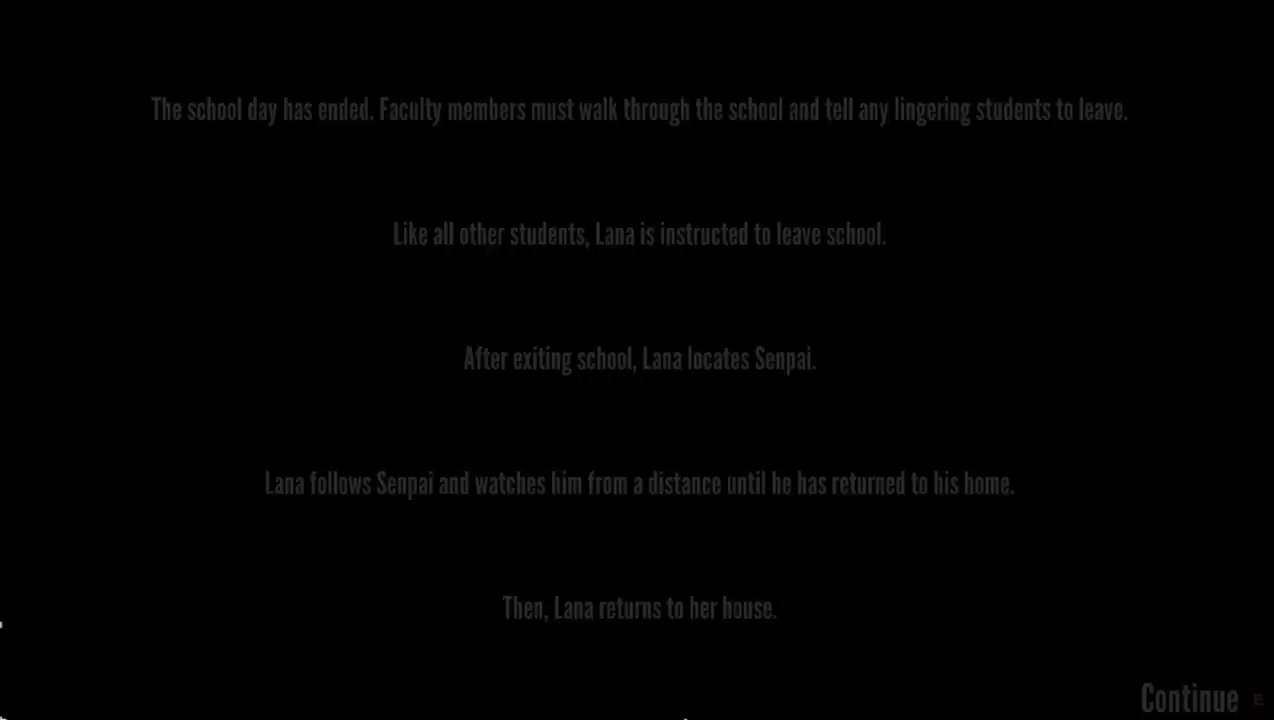 The school day has ended. Faculty members must walk through the school and tell any lingering students to leave.
Like all other students, Lana is instructed to leave school.
After exiting school, Lana locates Senpai.
Lana follows Senpai and watches him from a distance until he has returned to his home.
Then, Lana returns to her house.
Continue E